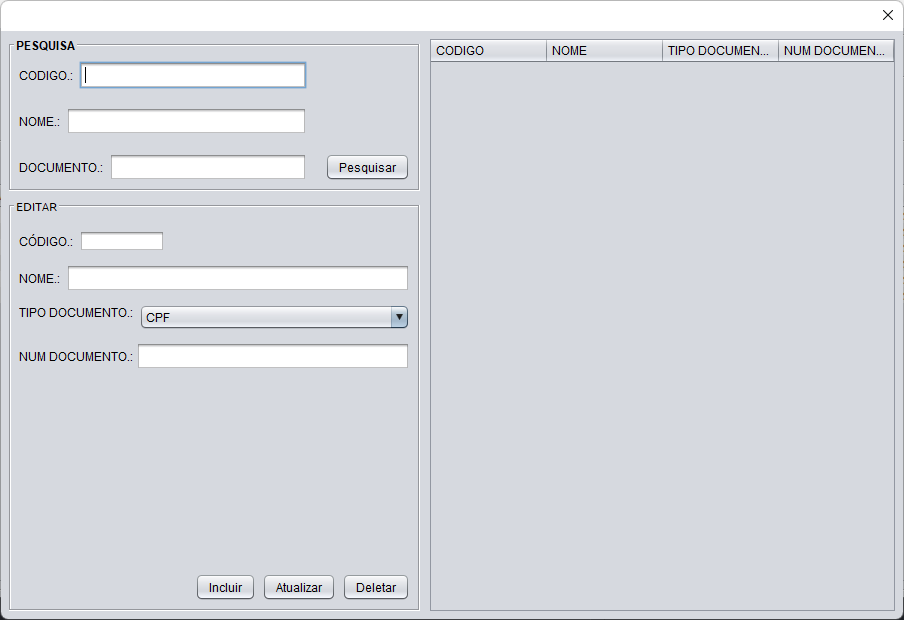 PESQUISA
CODIGO.:
NOME.:
DOCUMENTO.:
Pesquisar
EDITAR
CÓDIGO.:
NOME.:
TIPO DOCUMENTO.:
CPF
NUM DOCUMENTO.:
Incluir Atualizar Deletar
CODIGO NOME TIPO DOCUMEN... NUM DOCUMEN...